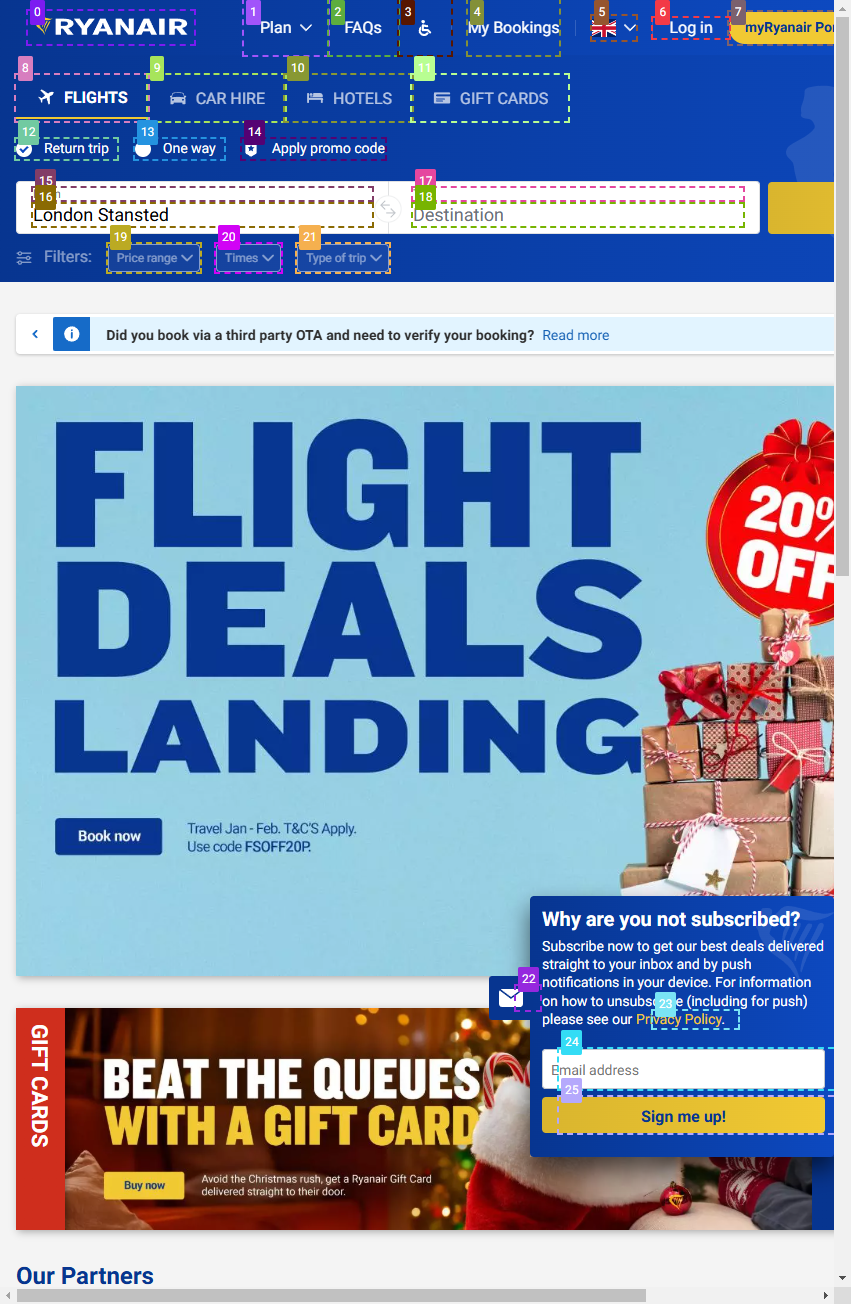 0
1
2
3
4
5
6
7
RYANAIR
Plan
FAQs
My Bookings
Log in
myRyanair Por
8
9
10
11
FLIGHTS
CAR HIRE
HOTELS
GIFT CARDS
12
13
14
Return trip
One way
Apply promo code
15
16
17
18
London Stansted
Destination
19
20
21
Filters:
Price range
Times
Type of trip
Did you book via a third party OTA and need to verify your booking? Read more
FLIGHT
DEALS
LANDING
20%
OFF
Book now
Travel Jan - Feb. T&C'S Apply.
Use code FSOFF20P.
Why are you not subscribed?
Subscribe now to get our best deals delivered
straight to your inbox and by push
22
notifications in your device. For information
on how to unsubscribe (including for push)
23
please see our Privacy Policy.
24
Email address
25
Sign me up!
GIFT CARDS
BEAT THE QUEUES
WITH A GIFT CARD
Buy now
Avoid the Christmas rush, get a Ryanair Gift Card
delivered straight to their door.
Our Partners